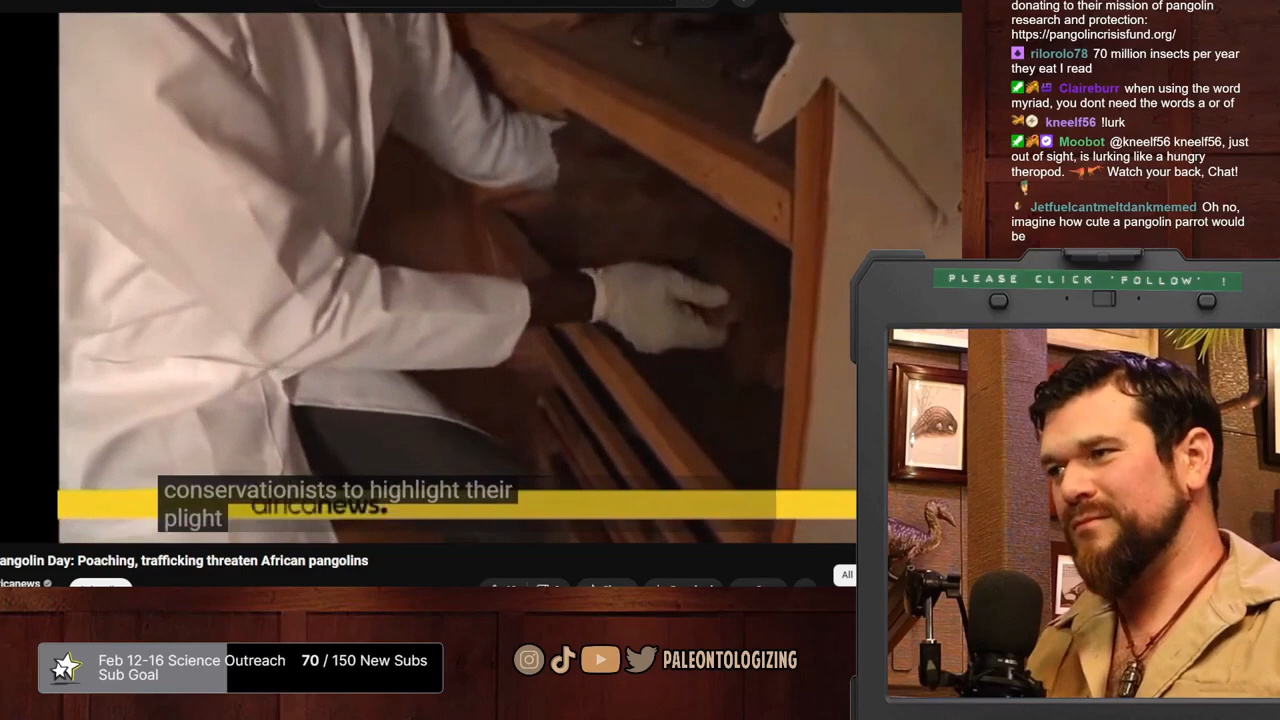 donating to their mission of pangolin
research and protection:
https://pangolincrisisfund.org/
rilorolo78 70 million insects per year
they eat I read
Claireburr when using the word
myriad, you dont need the words a or of
kneelf56 !lurk
Moobot @kneelf56 kneelf56, just
out of sight, is lurking like a hungry
theropod. Watch your back, Chat!
Jetfuelcantmeltdankmemed Oh no,
imagine how cute a pangolin parrot would
be
PLEASE CLICK 'FOLLOW' !
conservationists to highlight their
plight
africanews.
angolin Day: Poaching, trafficking threaten African pangolins
icanews
All
Feb 12-16 Science Outreach 70 / 150 New Subs
Sub Goal
PALEONTOLOGIZING